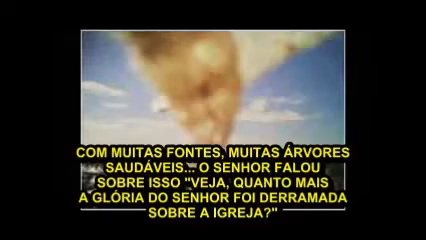 COM MUITAS FONTES, MUITAS ÁRVORES
SAUDÁVEIS... O SENHOR FALOU
SOBRE ISSO "VEJA, QUANTO MAIS
A GLÓRIA DO SENHOR FOI DERRAMADA
SOBRE A IGREJA?"